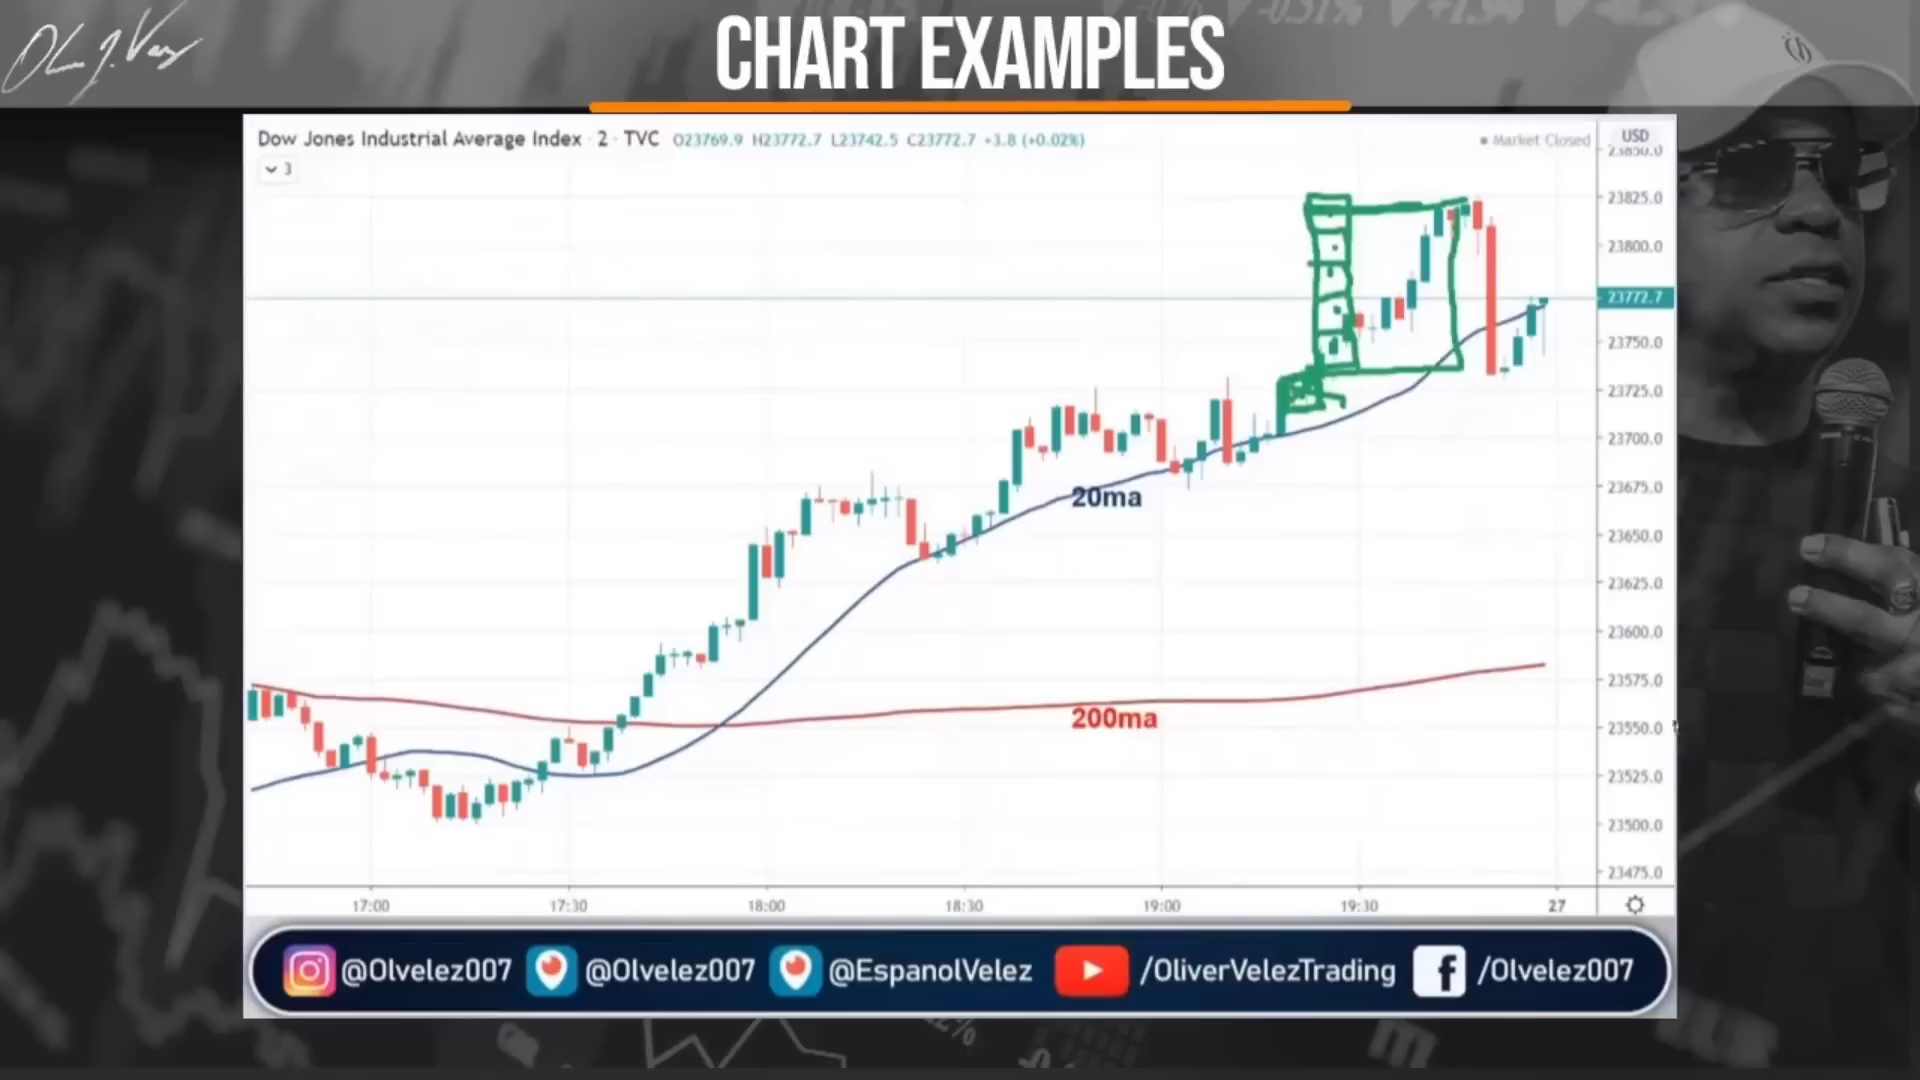 CHART EXAMPLES
Dow Jones Industrial Average Index · 2 · TVC O23769.9 H23772.7 L23742.5 C23772.7 +3.8 (+0.02%)
Market Closed
USD
3
23850.0
23825.0
23800.0
23772.7
23750.0
23725.0
23700.0
23675.0
23650.0
23625.0
23600.0
23575.0
23550.0
23525.0
23500.0
23475.0
20ma
200ma
17:00 17:30 18:00 18:30 19:00 19:30 27
@Olvelez007 @Olvelez007 @EspanolVelez /OliverVelezTrading /Olvelez007